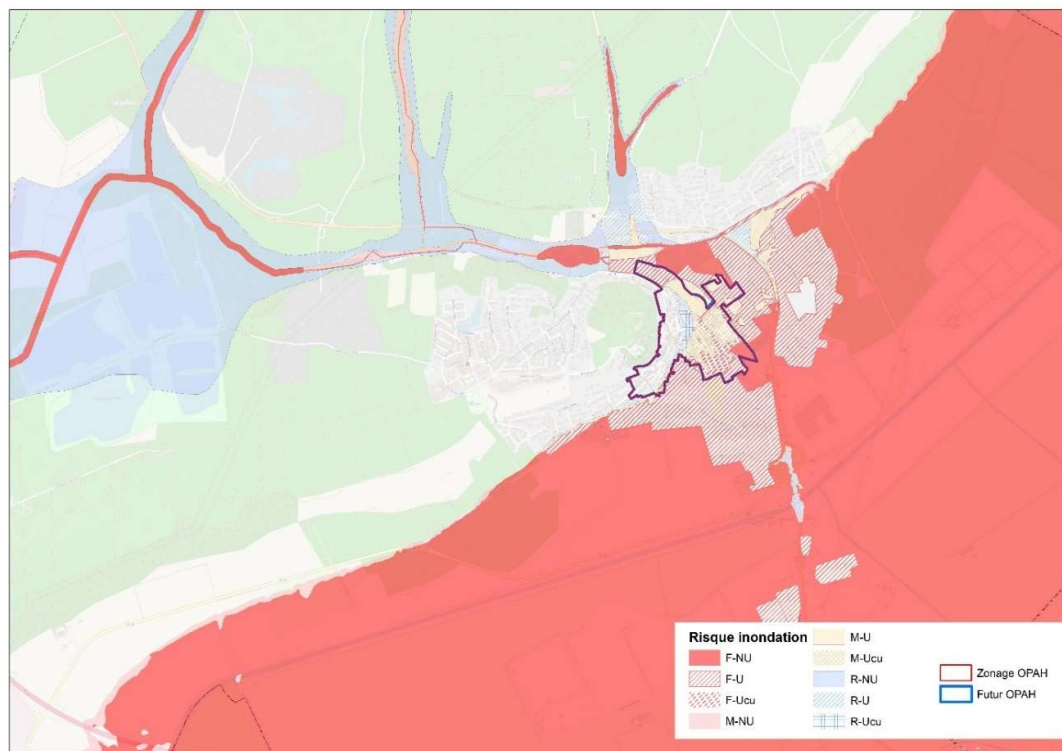 Risque inondation
F-NU
F-U
F-Ucu
M-NU
M-U
M-Ucu
R-NU
R-U
R-Ucu
Zonage OPAH
Futur OPAH